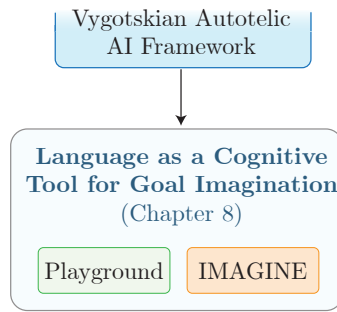 Vygotskian Autotelic
AI Framework
Language as a Cognitive
Tool for Goal Imagination
(Chapter 8)
Playground IMAGINE